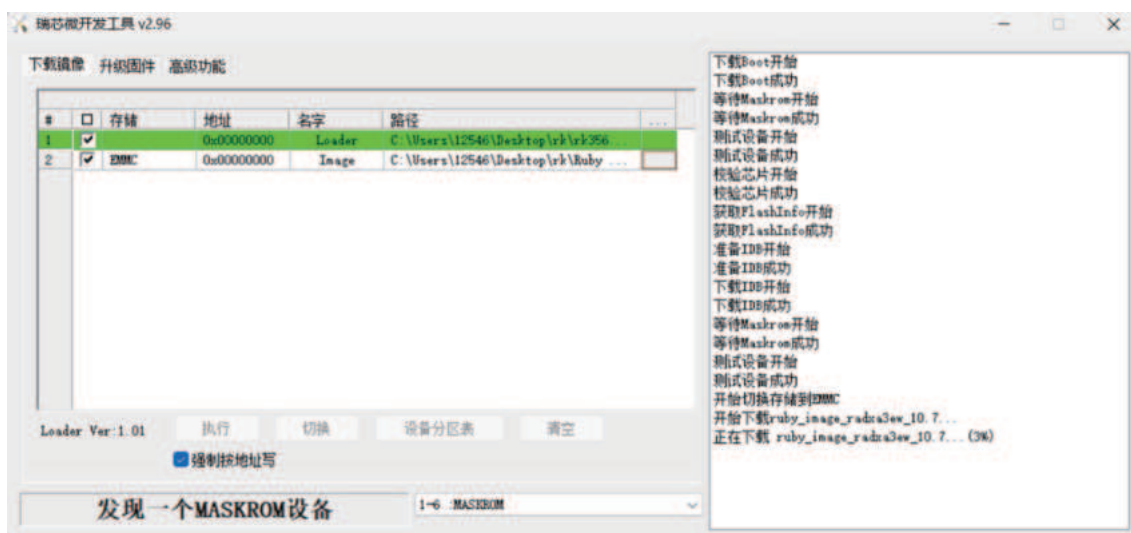 瑞芯微开发工具 v2.96
下载镜像 升级固件 高级功能
# 存储 地址 名字 路径 ...
1 0x00000000 Loader C:\Users\12546\Desktop\rk\rk356...
2 EMMC 0x00000000 Image C:\Users\12546\Desktop\rk\Ruby ...
Loader Ver:1.01 执行 切换 设备分区表 清空
强制按地址写
发现一个MASKROM设备 1-6 :MASKROM
下载Boot开始
下载Boot成功
等待Maskrom开始
等待Maskrom成功
测试设备开始
测试设备成功
校验芯片开始
校验芯片成功
获取FlashInfo开始
获取FlashInfo成功
准备IDB开始
准备IDB成功
下载IDB开始
下载IDB成功
等待Maskrom开始
等待Maskrom成功
测试设备开始
测试设备成功
开始切换存储到EMMC
开始下载ruby_image_radxa3ew_10.7...
正在下载 ruby_image_radxa3ew_10.7... (3%)